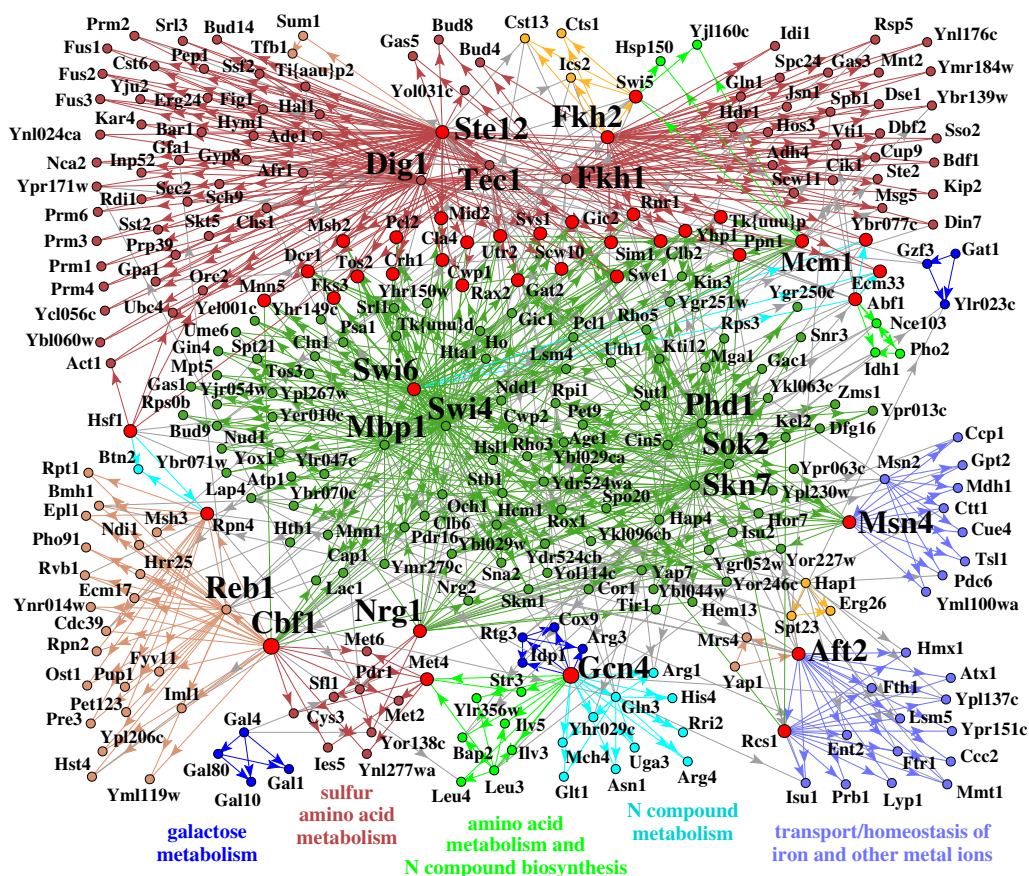 Prm2 Srl3 Bud14 Sum1 Bud8 Cst13 Cts1 Yjl160c
Fus1 Cst6 Pep1 Ssf2 Tfb1 Gas5 Bud4 Ics2 Hsp150 Idi1 Rsp5 Ynl176c
Fus2 Yju2 Ti{aau}p2 Yol031c Swi5 Gln1 Spc24 Gas3 Mnt2 Ymr184w
Fus3 Erg24 Fig1 Hal1 Jsn1 Spb1 Dse1 Ybr139w
Kar4 Bar1 Hym1 Ade1 Ste12 Fkh2 Hdr1 Hos3 Vti1 Dbf2 Sso2
Ynl024ca Gfa1 Gyp8 Dig1 Adh4 Cik1 Cup9 Bdf1
Nca2 Inp52 Afr1 Tec1 Fkh1 Scw11 Ste2 Kip2
Ypr171w Rdi1 Sec2 Sch9 Msg5 Din7
Prm6 Sst2 Skt5 Chs1 Msb2 Pcl2 Mid2 Svs1 Gic2 Rnr1 Tk{uuu}p Ybr077c
Prm3 Prp39 Cla4 Utr2 Scw10 Sim1 Clb2 Yhp1 Ppn1 Gzf3 Gat1
Prm1 Gpa1 Orc2 Dcr1 Tos2 Crh1 Cwp1 Mcm1 Ecm33
Prm4 Mnn5 Fks3 Yhr150w Rax2 Gat2 Swe1 Kin3 Ygr250c Abf1 Ylr023c
Ycl056c Ubc4 Yel001c Yhr149c Srl1 Gic1 Pcl1 Rho5 Ygr251w Nce103
Ybl060w Ume6 Psa1 Tk{uuu}d Ho Rps3 Snr3 Pho2
Act1 Gin4 Spt21 Cln1 Hta1 Lsm4 Uth1 Kti12 Mga1 Gac1 Idh1
Mpt5 Tos3 Swi6 Ndd1 Rpi1 Sut1 Ykl063c Zms1
Gas1 Yjr054w Ypl267w Swi4 Cwp2 Pet9 Phd1 Kel2 Ypr013c
Rps0b Yer010c Mbp1 Rho3 Age1 Cin5 Sok2 Dfg16
Hsf1 Bud9 Nud1 Yox1 Ylr047c Hsl1 Ybl029ca Ypr063c Msn2 Ccp1
Btn2 Ybr071w Atp1 Stb1 Ydr524wa Skn7 Ypl230w Gpt2
Rpt1 Lap4 Ybr070c Och1 Hcm1 Spo20 Mdh1
Bmh1 Msh3 Rpn4 Htb1 Mnn1 Clb6 Rox1 Hap4 Hor7 Msn4 Ctt1
Epl1 Ndi1 Pdr16 Ykl096cb Isu2 Cue4
Pho91 Hrr25 Cap1 Ybl029w Ydr524cb Yor227w Tsl1
Rvb1 Ymr279c Sna2 Yol114c Yap7 Ygr052w Hap1 Pdc6
Ecm17 Reb1 Lac1 Nrg2 Cor1 Ybl044w Yor246c Yml100wa
Ynr014w Cbf1 Nrg1 Skm1 Tir1 Hem13 Erg26
Cdc39 Cox9 Spt23
Rpn2 Met6 Rtg3 Arg3 Mrs4 Aft2 Hmx1
Ost1 Fyv11 Pdr1 Met4 Idp1 Gcn4 Arg1 Yap1 Fth1 Atx1
Pup1 Sfl1 Str3 Gln3 His4 Ypl137c
Pet123 Iml1 Cys3 Met2 Ylr356w Ilv5 Yhr029c Rri2 Lsm5
Pre3 Gal4 Yor138c Rcs1 Ypr151c
Ypl206c Ies5 Bap2 Ilv3 Mch4 Uga3 Ent2 Ccc2
Hst4 Gal80 Gal1 Ynl277wa Leu3 Arg4 Ftr1
Yml119w Gal10 Leu4 Glt1 Asn1 Isu1 Prb1 Lyp1 Mmt1
galactose
metabolism
sulfur
amino acid
metabolism
amino acid
metabolism and
N compound biosynthesis
N compound
metabolism
transport/homeostasis of
iron and other metal ions